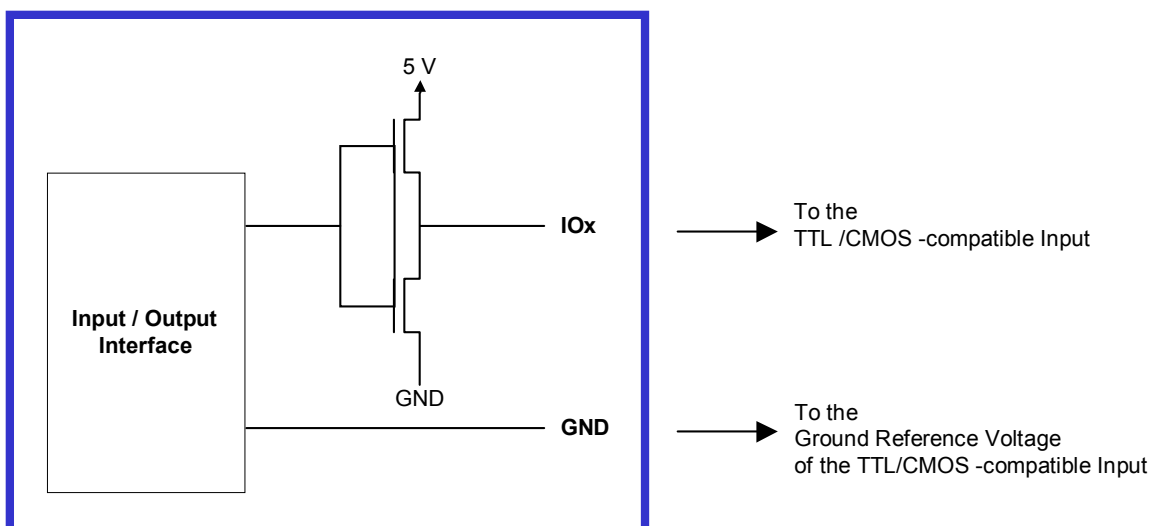 5 V
IOx
To the
TTL /CMOS -compatible Input
Input / Output
Interface
GND
GND
To the
Ground Reference Voltage
of the TTL/CMOS -compatible Input